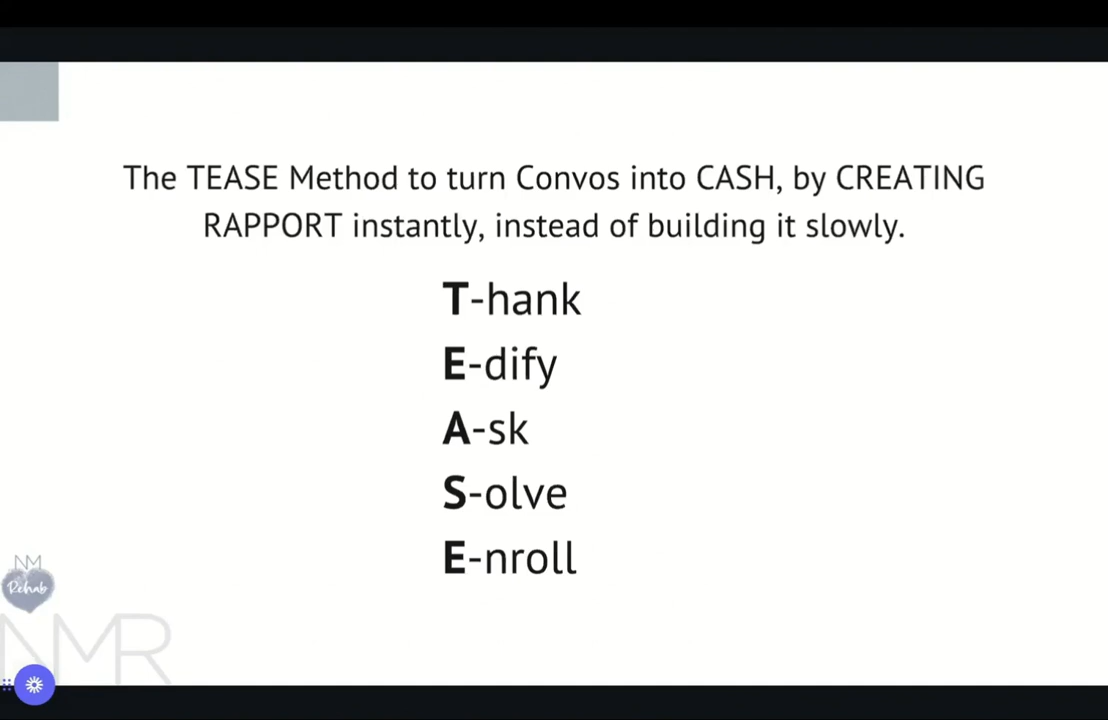 The TEASE Method to turn Convos into CASH, by CREATING
RAPPORT instantly, instead of building it slowly.
T-hank
E-dify
A-sk
S-olve
E-nroll
NM
Rehab
NMR